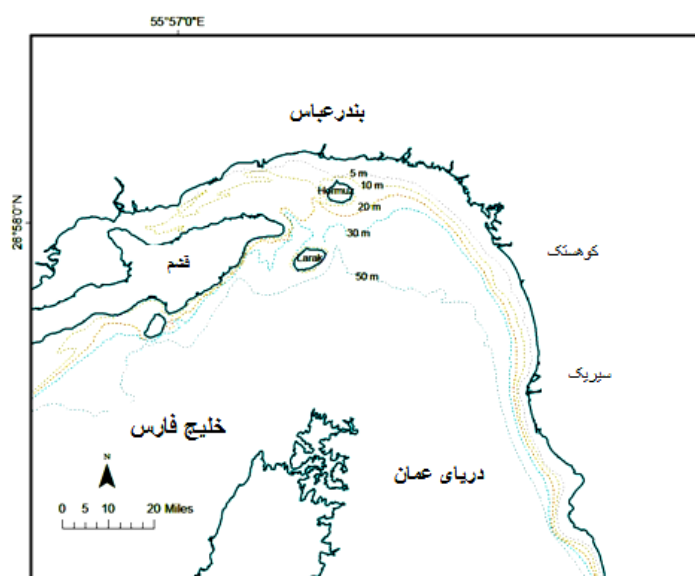 55°57'0"E
بندرعباس
5 m
Hormuz
10 m
20 m
26°58'0"N
30 m
کوهستک
قشم
Larak
50 m
سیریک
خلیج فارس
دریای عمان
N
0 5 10 20 Miles